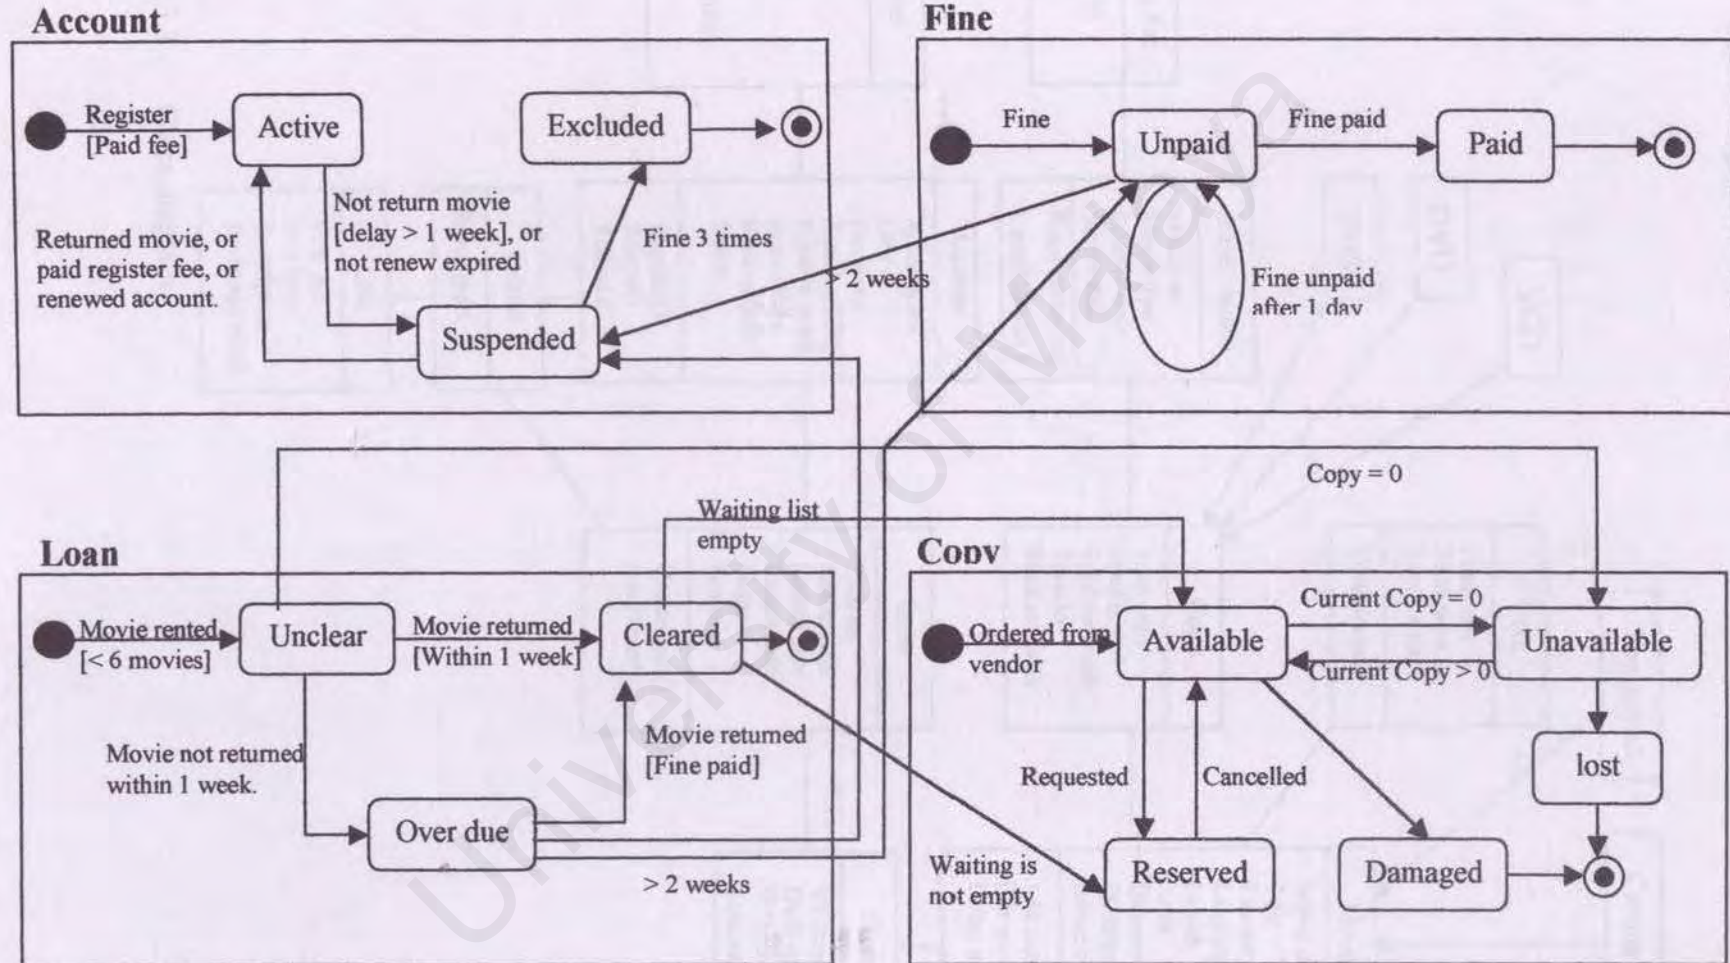 Account
Register
[Paid fee]
Active
Excluded
Not return movie
[delay > 1 week], or
not renew expired
Returned movie, or
paid register fee, or
renewed account.
Fine 3 times
Suspended
Fine
Fine
Unpaid
Fine paid
Paid
> 2 weeks
Fine unpaid
after 1 day
Loan
Movie rented
[< 6 movies]
Unclear
Movie returned
[Within 1 week]
Cleared
Waiting list
empty
Movie not returned
within 1 week.
Movie returned
[Fine paid]
Over due
> 2 weeks
Copy = 0
Copy
Ordered from
vendor
Available
Current Copy = 0
Current Copy > 0
Unavailable
Requested
Cancelled
lost
Waiting is
not empty
Reserved
Damaged
University of Malaya